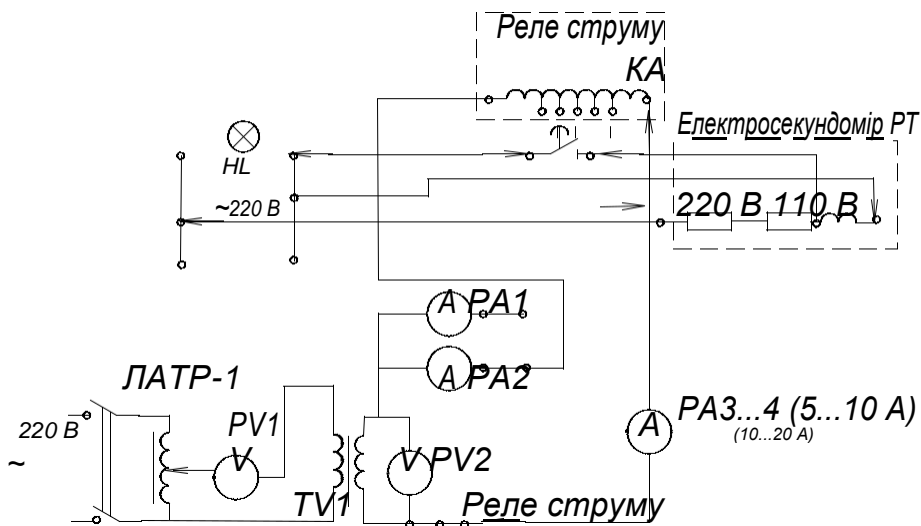 Реле струму
КА
Електросекундомір РТ
HL
~220 В
220 В 110 В
А РА1
А РА2
ЛАТР-1
220 В
~
PV1
V
TV1
V PV2
А
РА3...4 (5...10 А)
(10...20 А)
Реле струму